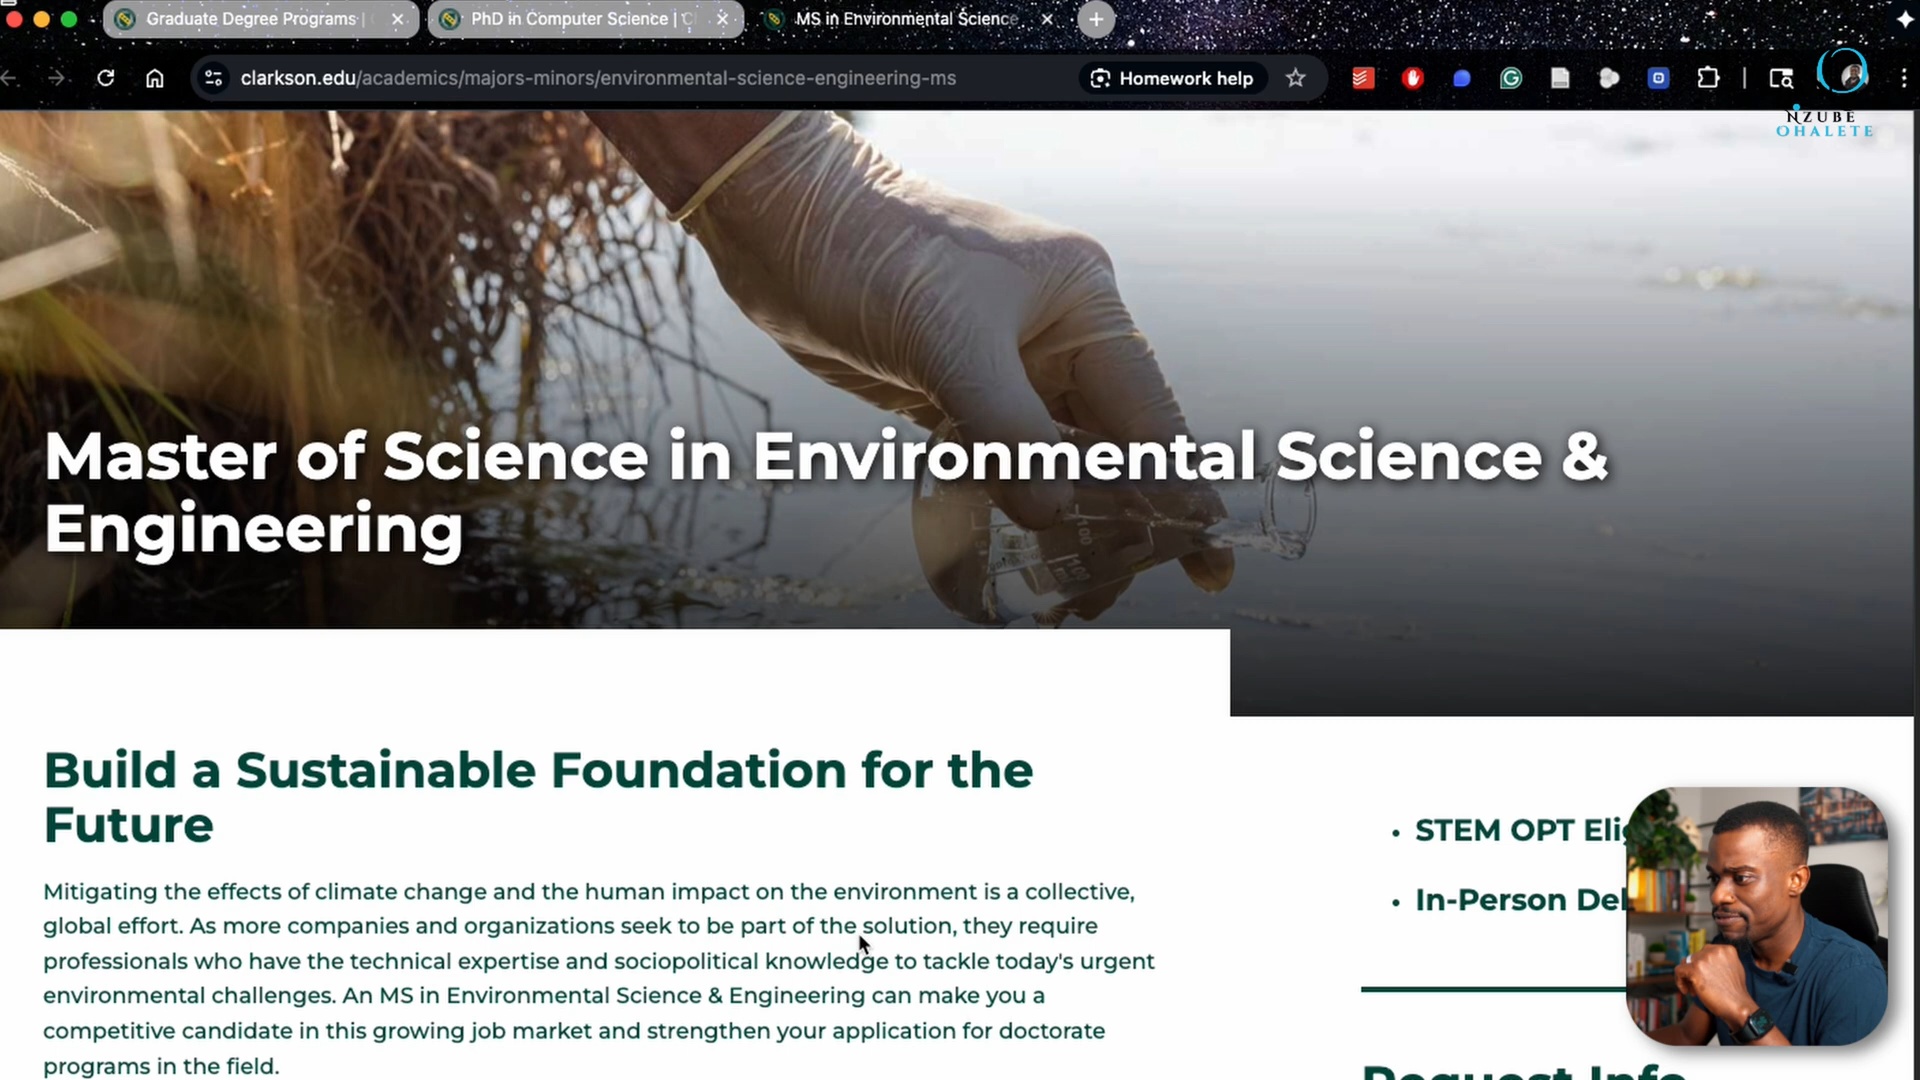 Graduate Degree Programs |
PhD in Computer Science |
MS in Environmental Science
clarkson.edu/academics/majors-minors/environmental-science-engineering-ms
Homework help
NZUBE
OHALETE
100
Master of Science in Environmental Science &
Engineering
Build a Sustainable Foundation for the
Future
Mitigating the effects of climate change and the human impact on the environment is a collective,
global effort. As more companies and organizations seek to be part of the solution, they require
professionals who have the technical expertise and sociopolitical knowledge to tackle today's urgent
environmental challenges. An MS in Environmental Science & Engineering can make you a
competitive candidate in this growing job market and strengthen your application for doctorate
programs in the field.
• STEM OPT
• In-Person
Request Info